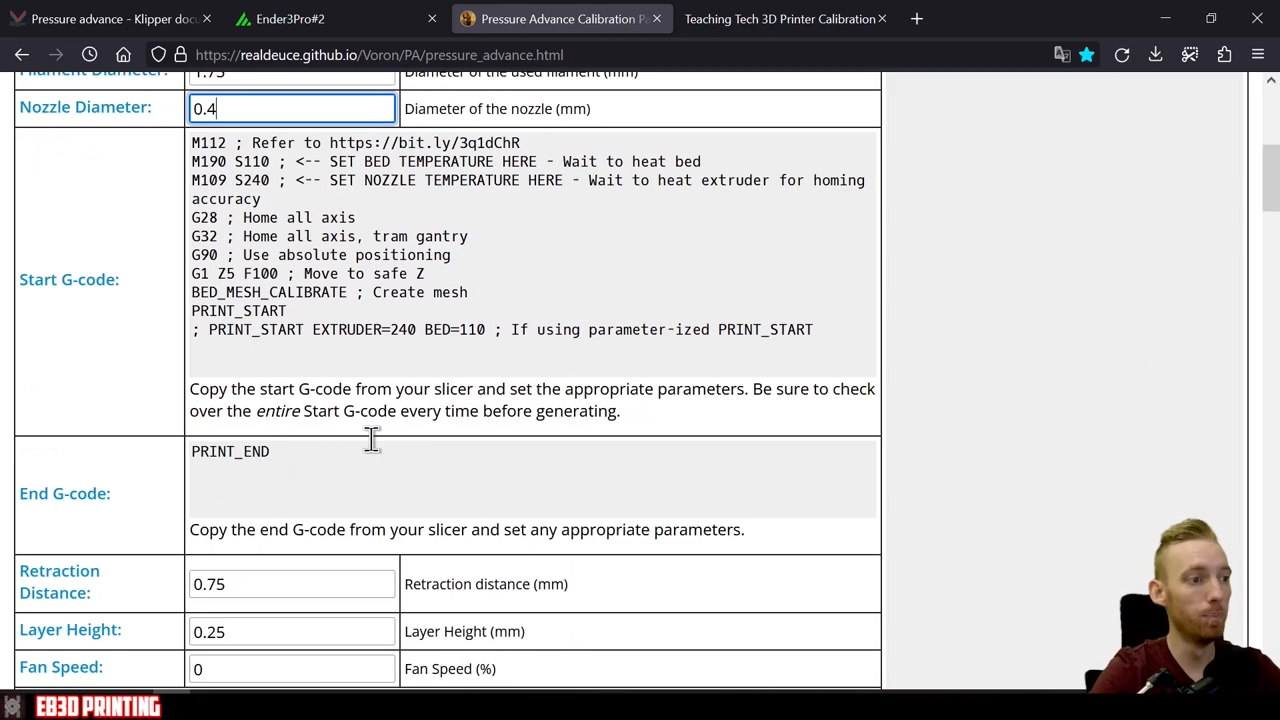 Pressure advance - Klipper docu
Ender3Pro#2
Pressure Advance Calibration Pa
Teaching Tech 3D Printer Calibration
https://realdeuce.github.io/Voron/PA/pressure_advance.html
Filament Diameter:
1.75
Diameter of the used filament (mm)
Nozzle Diameter:
0.4
Diameter of the nozzle (mm)
Start G-code:
M112 ; Refer to https://bit.ly/3q1dChR
M190 S110 ; <-- SET BED TEMPERATURE HERE - Wait to heat bed
M109 S240 ; <-- SET NOZZLE TEMPERATURE HERE - Wait to heat extruder for homing
accuracy
G28 ; Home all axis
G32 ; Home all axis, tram gantry
G90 ; Use absolute positioning
G1 Z5 F100 ; Move to safe Z
BED_MESH_CALIBRATE ; Create mesh
PRINT_START
; PRINT_START EXTRUDER=240 BED=110 ; If using parameter-ized PRINT_START
Copy the start G-code from your slicer and set the appropriate parameters. Be sure to check
over the entire Start G-code every time before generating.
End G-code:
PRINT_END
Copy the end G-code from your slicer and set any appropriate parameters.
Retraction
Distance:
0.75
Retraction distance (mm)
Layer Height:
0.25
Layer Height (mm)
Fan Speed:
0
Fan Speed (%)
EB3D PRINTING